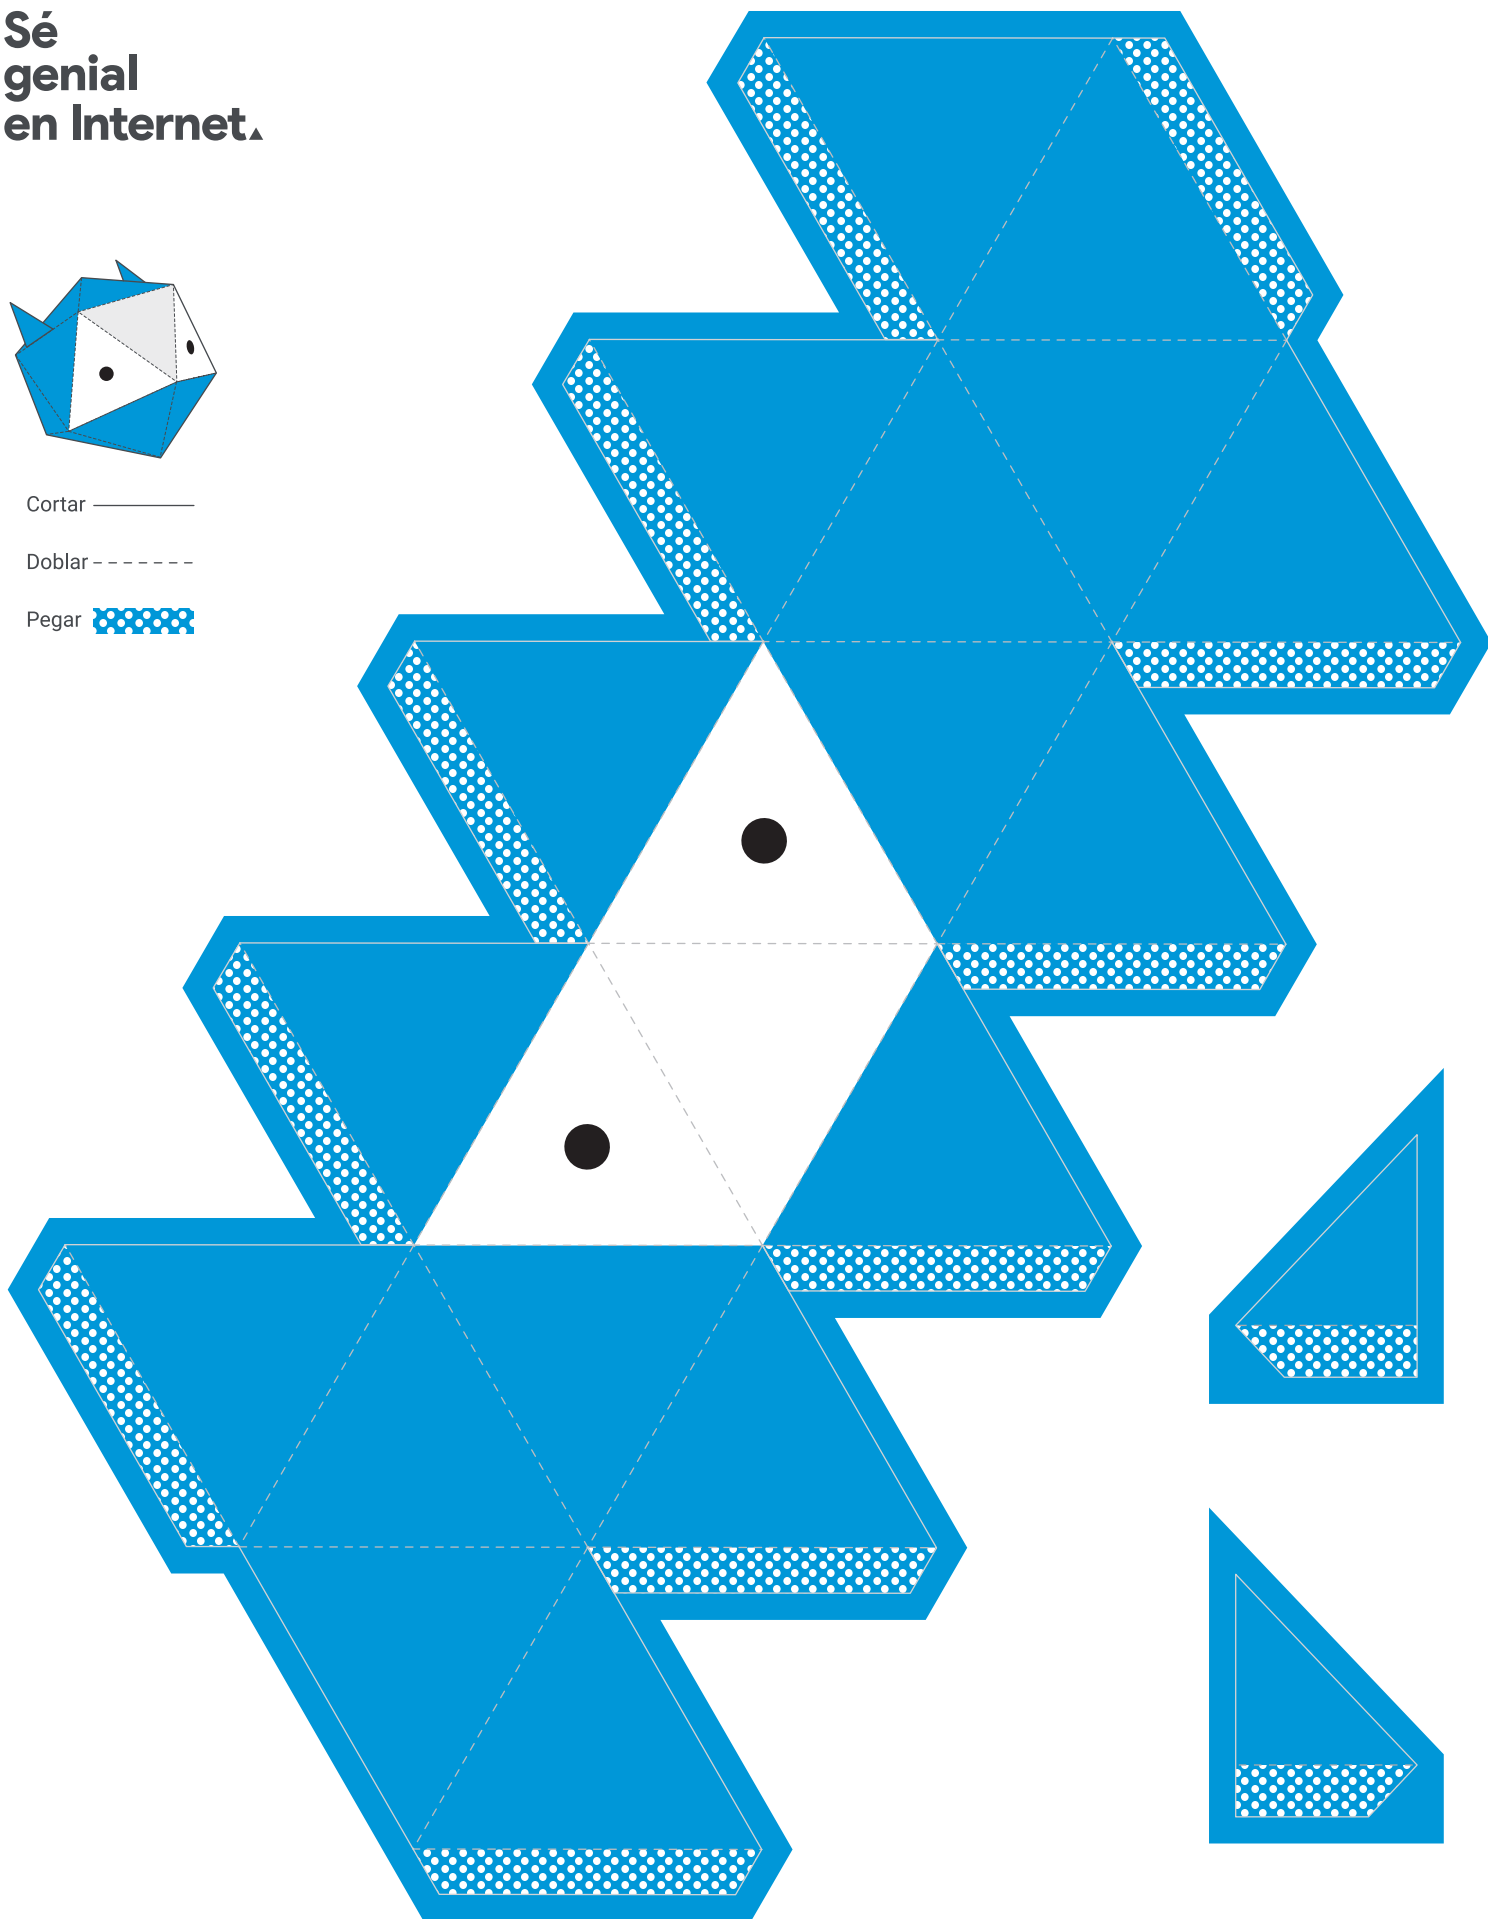 Sé
genial
en Internet
Cortar
Doblar
Pegar